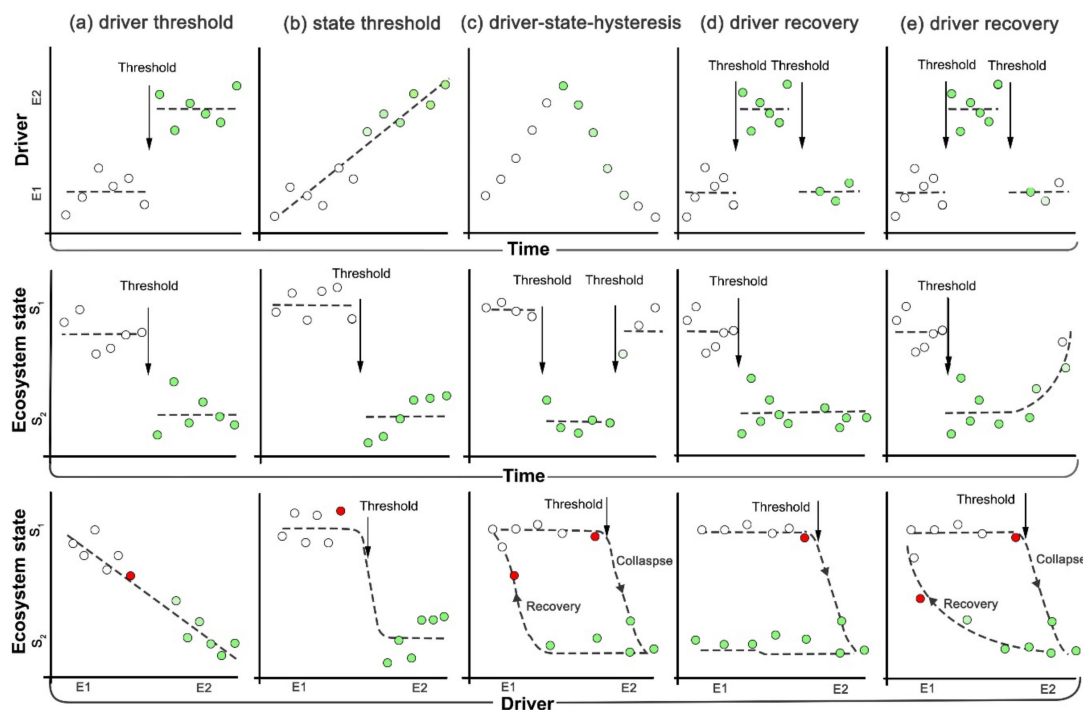 (a) driver threshold (b) state threshold (c) driver-state-hysteresis (d) driver recovery (e) driver recovery
Threshold Threshold Threshold Threshold Threshold
Driver
E2
E1
Time
Threshold Threshold Threshold Threshold Threshold Threshold
Ecosystem state
S1
S2
Time
Threshold Threshold Threshold Threshold
Ecosystem state
S1
S2
Collaspse Collapse
Recovery Recovery
E1 E2 E1 E2 E1 E2 E1 E2 E1 E2
Driver